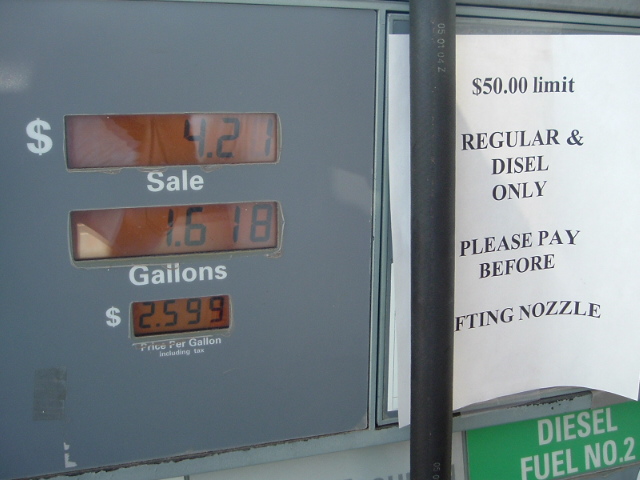 $ 4.21
Sale
1.618
Gallons
$ 2.599
Price Per Gallon
including tax
$50.00 limit
REGULAR &
DISEL
ONLY
PLEASE PAY
BEFORE
FTING NOZZLE
DIESEL
FUEL NO.2